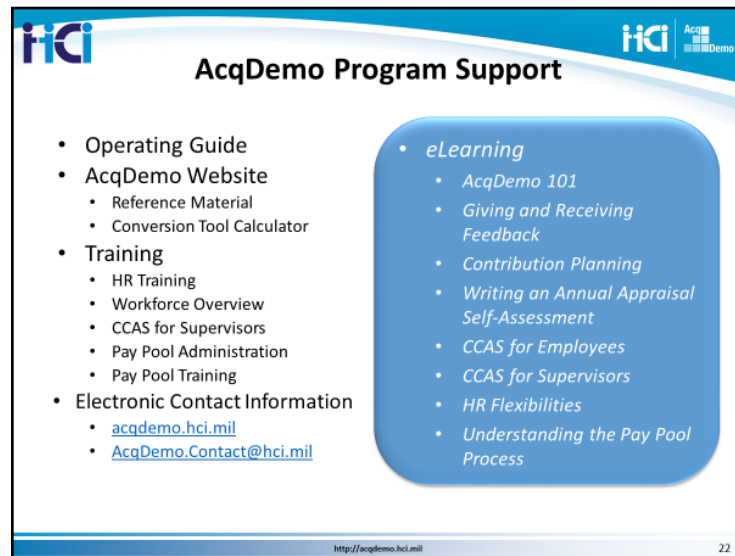 HCi
HCi
Acq
Demo
AcqDemo Program Support
• Operating Guide
• AcqDemo Website
• Reference Material
• Conversion Tool Calculator
• Training
• HR Training
• Workforce Overview
• CCAS for Supervisors
• Pay Pool Administration
• Pay Pool Training
• Electronic Contact Information
• acqdemo.hci.mil
• AcqDemo.Contact@hci.mil
• eLearning
• AcqDemo 101
• Giving and Receiving
Feedback
• Contribution Planning
• Writing an Annual Appraisal
Self-Assessment
• CCAS for Employees
• CCAS for Supervisors
• HR Flexibilities
• Understanding the Pay Pool
Process
http://acqdemo.hci.mil
22